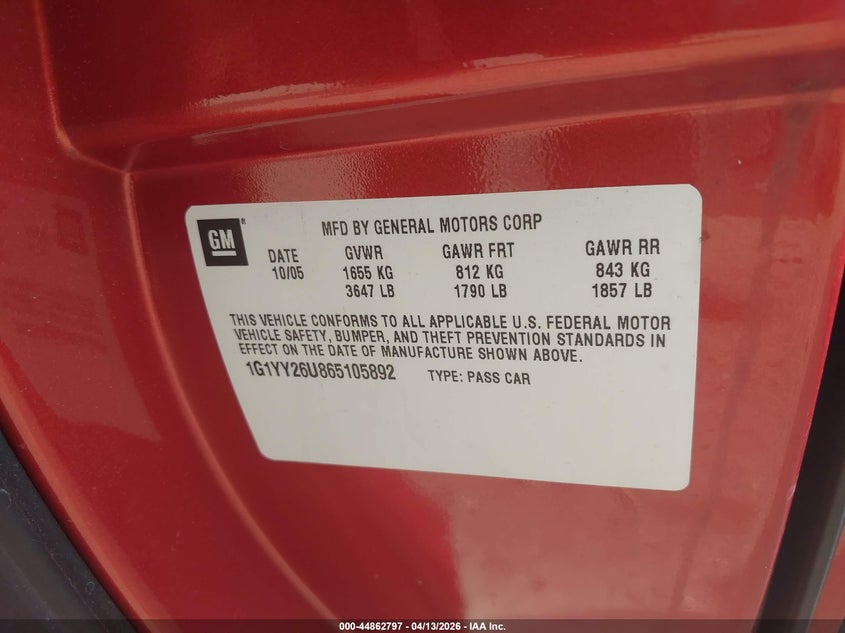 GM®
MFD BY GENERAL MOTORS CORP
DATE GVWR GAWR FRT GAWR RR
10/05 1655 KG 812 KG 843 KG
3647 LB 1790 LB 1857 LB
THIS VEHICLE CONFORMS TO ALL APPLICABLE U.S. FEDERAL MOTOR
VEHICLE SAFETY, BUMPER, AND THEFT PREVENTION STANDARDS IN
EFFECT ON THE DATE OF MANUFACTURE SHOWN ABOVE.
1G1YY26U865105892 TYPE: PASS CAR
000-44862797 - 04/13/2026 - IAA Inc.